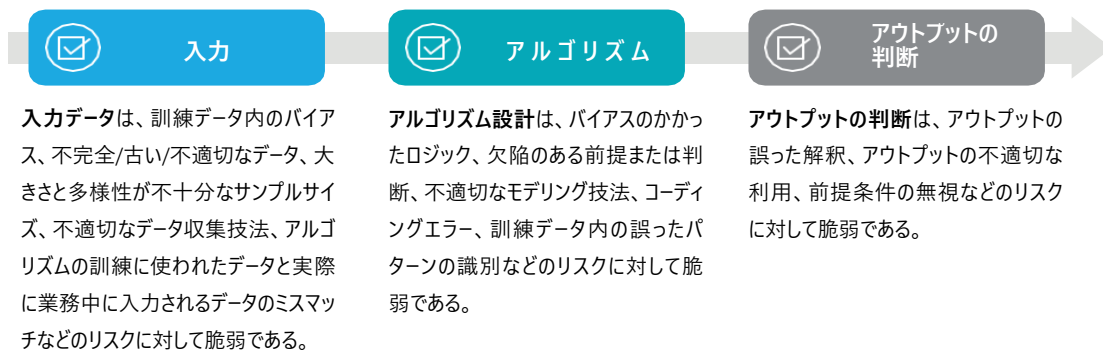 入力
入力データは、訓練データ内のバイア
ス、不完全/古い/不適切なデータ、大
きさと多様性が不十分なサンプルサイ
ズ、不適切なデータ収集技法、アルゴ
リズムの訓練に使われたデータと実際
に業務中に入力されるデータのミスマッ
チなどのリスクに対して脆弱である。
アルゴリズム
アルゴリズム設計は、バイアスのかかっ
たロジック、欠陥のある前提または判
断、不適切なモデリング技法、コーディ
ングエラー、訓練データ内の誤ったパ
ターンの識別などのリスクに対して脆
弱である。
アウトプットの
判断
アウトプットの判断は、アウトプットの
誤った解釈、アウトプットの不適切な
利用、前提条件の無視などのリスク
に対して脆弱である。